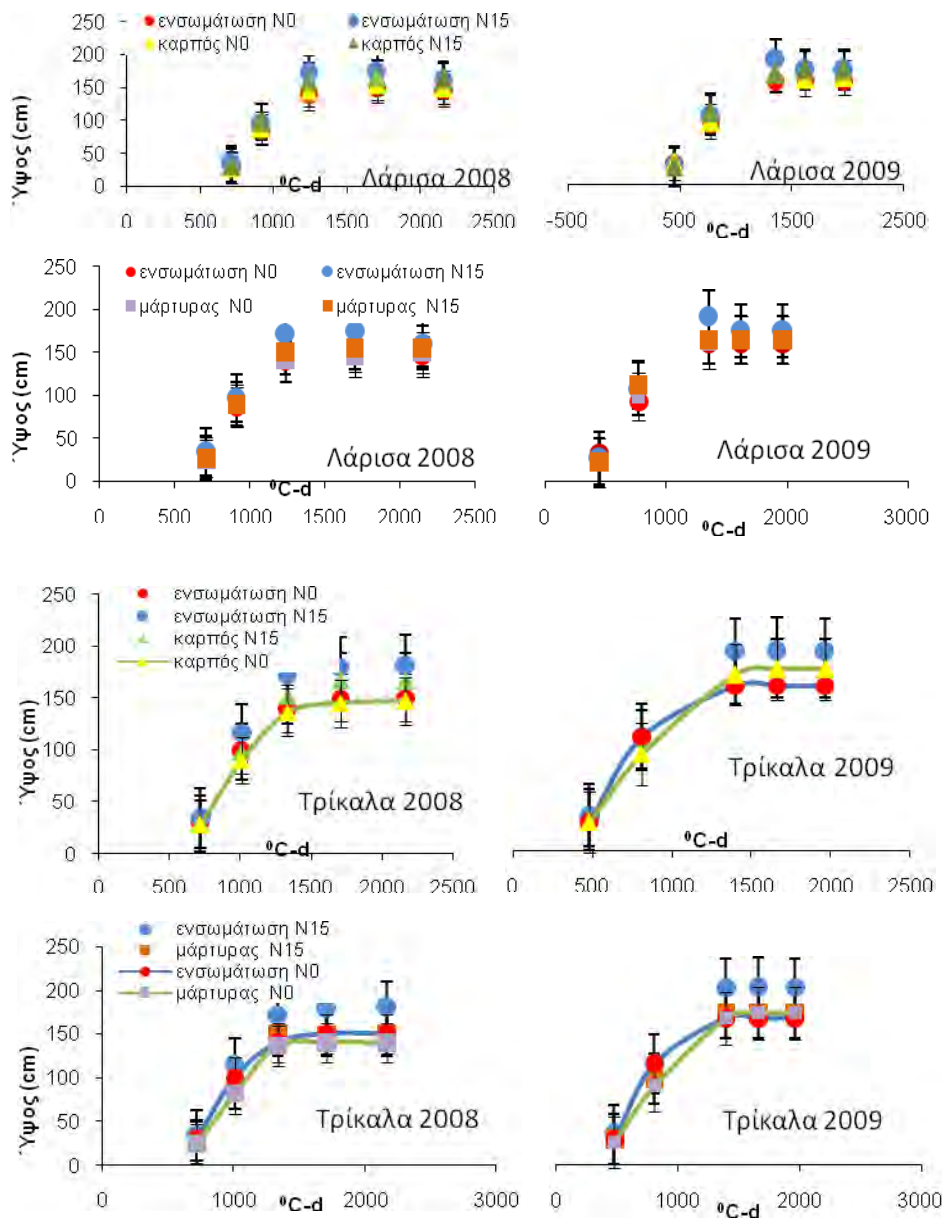 ενσωμάτωση N0 ενσωμάτωση N15
καρπός N0 καρπός N15
250
200
150
100
50
0
Ύψος (cm)
⁰C-d
Λάρισα 2008
0 500 1000 1500 2000 2500
⁰C-d
Λάρισα 2009
-500 500 1500 2500
ενσωμάτωση N0 ενσωμάτωση N15
μάρτυρας N0 μάρτυρας N15
250
200
150
100
50
0
Ύψος (cm)
⁰C-d
Λάρισα 2008
0 500 1000 1500 2000 2500
⁰C-d
Λάρισα 2009
0 1000 2000 3000
ενσωμάτωση N0
ενσωμάτωση N15
καρπός N15
καρπός N0
250
200
150
100
50
0
Ύψος (cm)
Τρίκαλα 2008
⁰C-d
0 500 1000 1500 2000 2500
Τρίκαλα 2009
⁰C-d
0 500 1000 1500 2000 2500
ενσωμάτωση N15
μάρτυρας N15
ενσωμάτωση N0
μάρτυρας N0
250
200
150
100
50
0
Ύψος (cm)
Τρίκαλα 2008
0 1000 2000 3000
⁰C-d
Τρίκαλα 2009
0 1000 2000 3000
⁰C-d